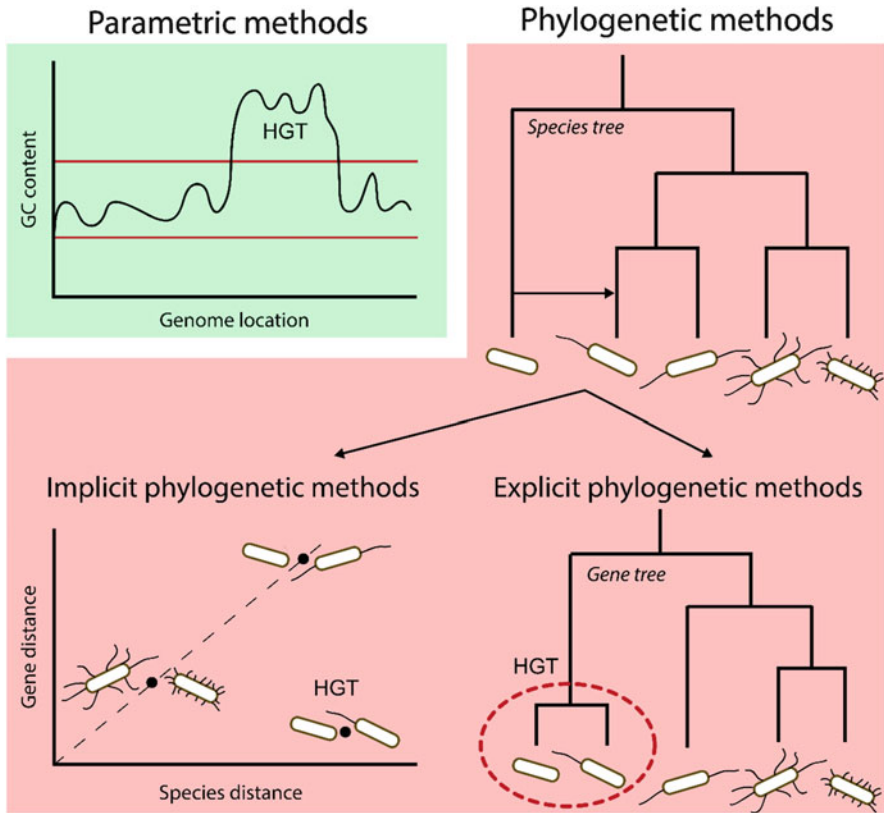 Parametric methods
GC content
HGT
Genome location
Phylogenetic methods
Species tree
Implicit phylogenetic methods
Gene distance
HGT
Species distance
Explicit phylogenetic methods
Gene tree
HGT